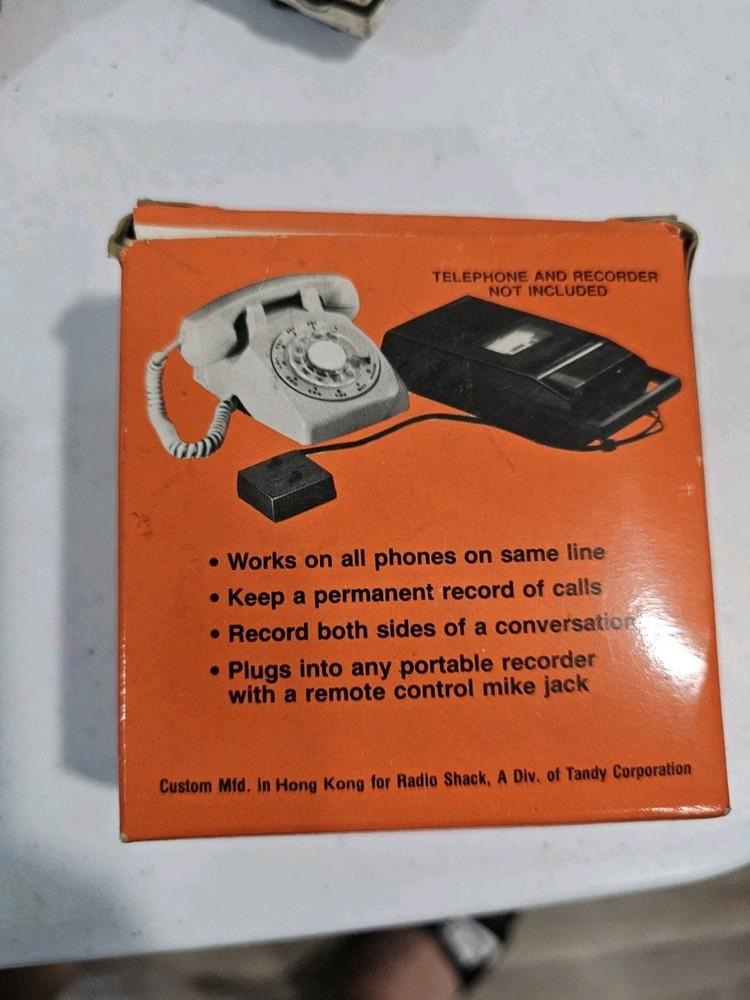 TELEPHONE AND RECORDER
NOT INCLUDED
• Works on all phones on same line
• Keep a permanent record of calls
• Record both sides of a conversation
• Plugs into any portable recorder
with a remote control mike jack
Custom Mfd. in Hong Kong for Radio Shack, A Div. of Tandy Corporation